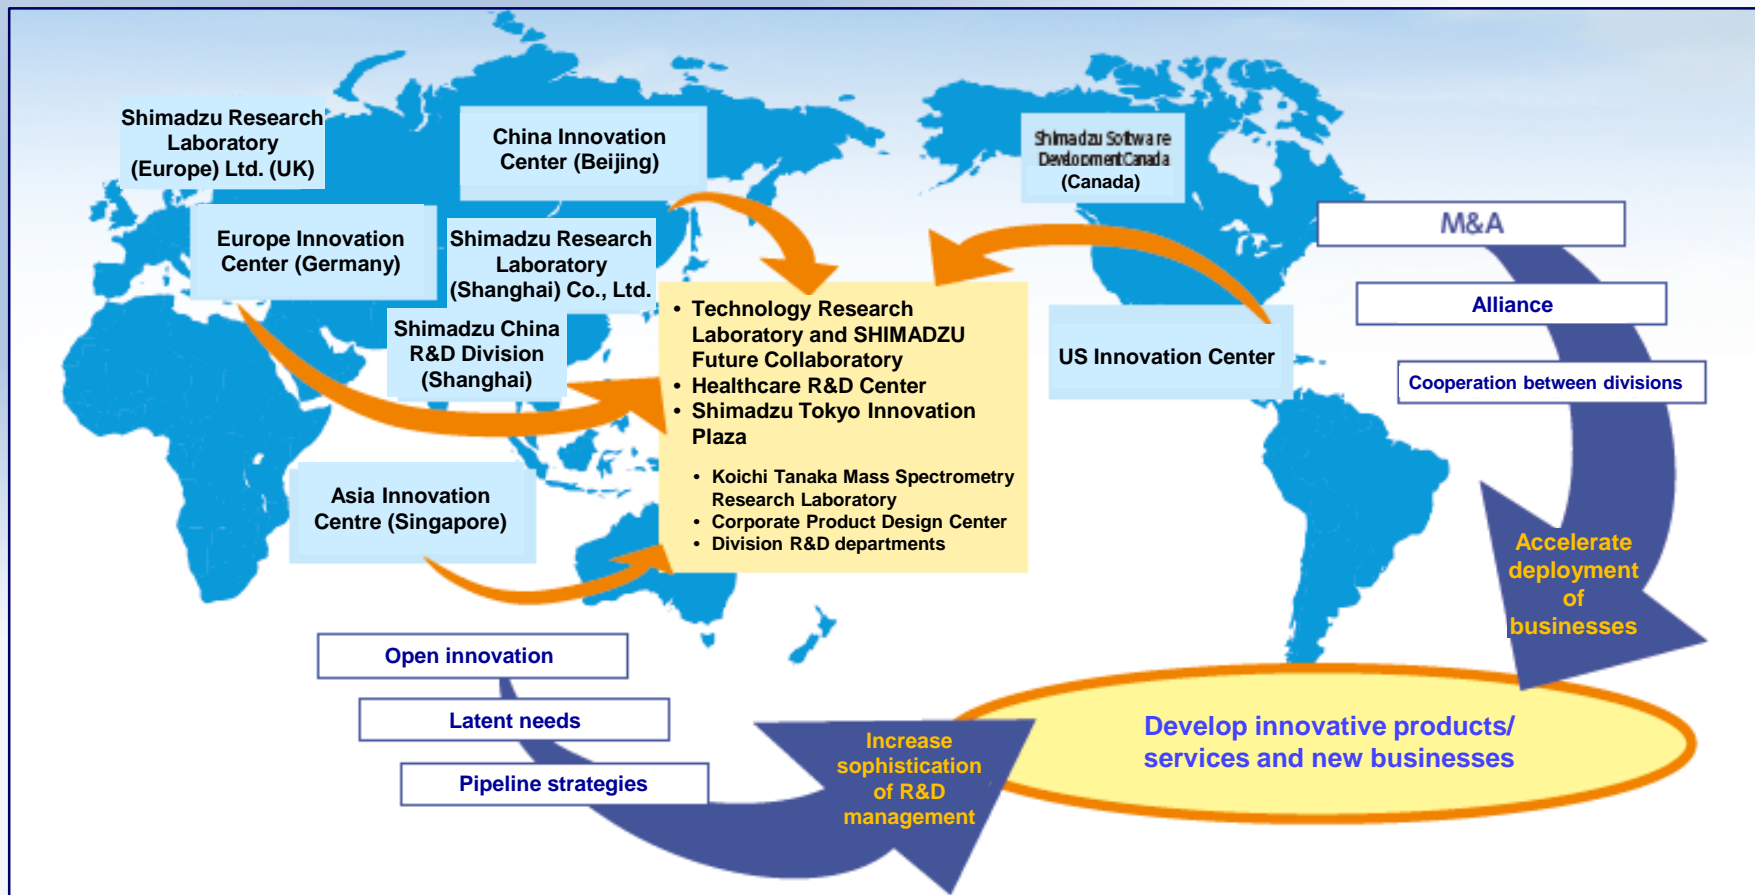 Shimadzu Research
Laboratory
(Europe) Ltd. (UK)
China Innovation
Center (Beijing)
Shimadzu Software
Development Canada
(Canada)
Europe Innovation
Center (Germany)
Shimadzu Research
Laboratory
(Shanghai) Co., Ltd.
Shimadzu China
R&D Division
(Shanghai)
Asia Innovation
Centre (Singapore)
• Technology Research
Laboratory and SHIMADZU
Future Collaboratory
• Healthcare R&D Center
• Shimadzu Tokyo Innovation
Plaza
• Koichi Tanaka Mass Spectrometry
Research Laboratory
• Corporate Product Design Center
• Division R&D departments
US Innovation Center
M&A
Alliance
Cooperation between divisions
Accelerate
deployment
of
businesses
Open innovation
Latent needs
Pipeline strategies
Increase
sophistication
of R&D
management
Develop innovative products/
services and new businesses